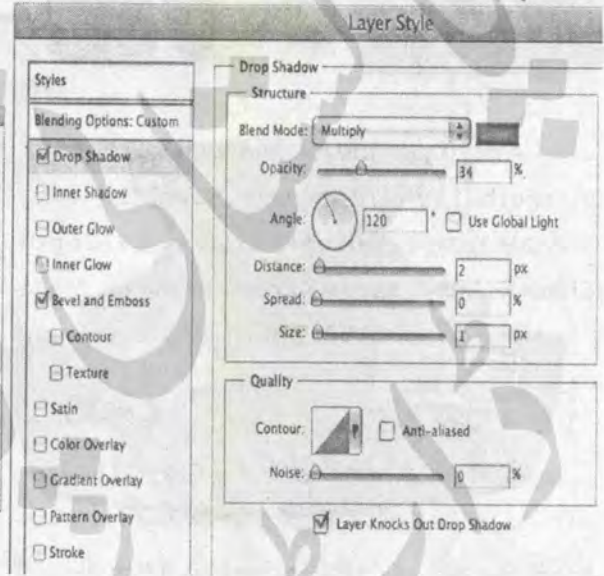 Layer Style
Styles
Blending Options: Custom
Drop Shadow
Inner Shadow
Outer Glow
Inner Glow
Bevel and Emboss
Contour
Texture
Satin
Color Overlay
Gradient Overlay
Pattern Overlay
Stroke
Drop Shadow
Structure
Blend Mode: Multiply
Opacity: 34 %
Angle: 120 ° Use Global Light
Distance: 2 px
Spread: 0 %
Size: 1 px
Quality
Contour: Anti-aliased
Noise: 0 %
Layer Knocks Out Drop Shadow